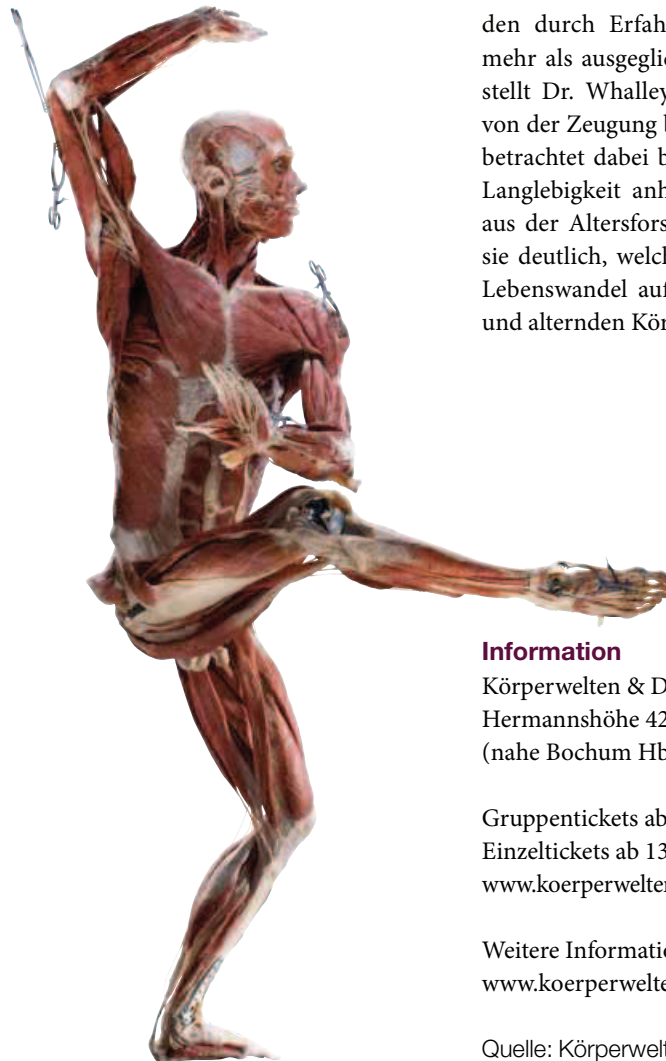 den durch Erfah
mehr als ausgeglic
stellt Dr. Whalley
von der Zeugung b
betrachtet dabei b
Langlebigkeit anh
aus der Altersfors
sie deutlich, welch
Lebenswandel auf
und alternden Kör
Information
Körperwelten & D
Hermannshöhe 42
(nahe Bochum Hb
Gruppentickets ab
Einzeltickets ab 13
www.koerperwelten
Weitere Informatio
www.koerperwelte
Quelle: Körperwelt